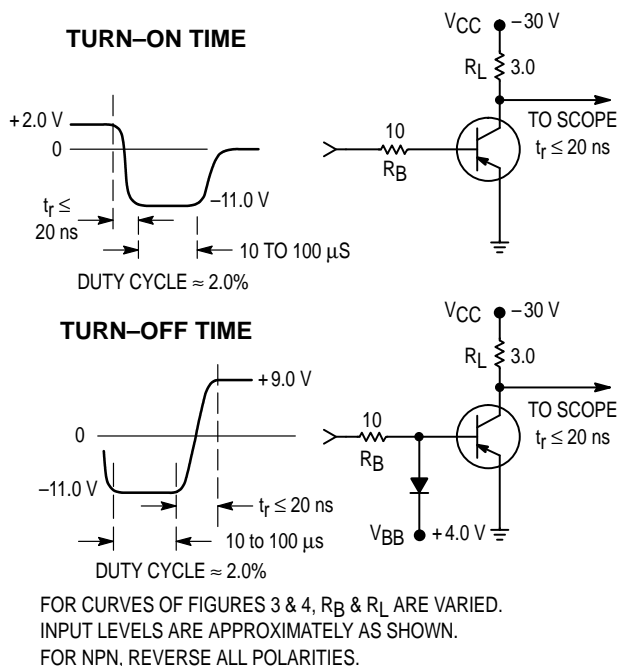 TURN–ON TIME
+2.0 V
0
tr ≤
20 ns
–11.0 V
10 TO 100 μS
DUTY CYCLE ≈ 2.0%
VCC
–30 V
RL
3.0
10
RB
TO SCOPE
tr ≤ 20 ns
TURN–OFF TIME
+9.0 V
0
–11.0 V
tr ≤ 20 ns
10 to 100 μs
DUTY CYCLE ≈ 2.0%
VCC
–30 V
RL
3.0
10
RB
TO SCOPE
tr ≤ 20 ns
VBB
+4.0 V
FOR CURVES OF FIGURES 3 & 4, RB & RL ARE VARIED.
INPUT LEVELS ARE APPROXIMATELY AS SHOWN.
FOR NPN, REVERSE ALL POLARITIES.